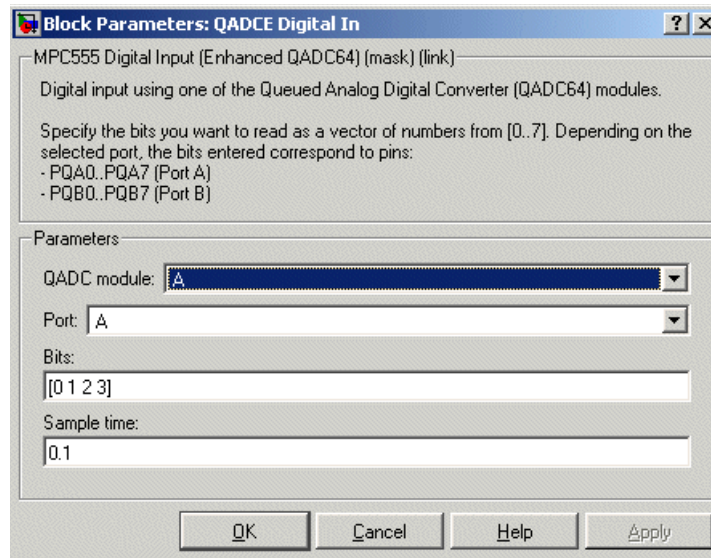 Block Parameters: QADCE Digital In
MPC555 Digital Input (Enhanced QADC64) (mask) (link)
Digital input using one of the Queued Analog Digital Converter (QADC64) modules.
Specify the bits you want to read as a vector of numbers from [0..7]. Depending on the
selected port, the bits entered correspond to pins:
- PQA0..PQA7 (Port A)
- PQB0..PQB7 (Port B)
Parameters
QADC module: A
Port: A
Bits:
[0 1 2 3]
Sample time:
0.1
OK Cancel Help Apply